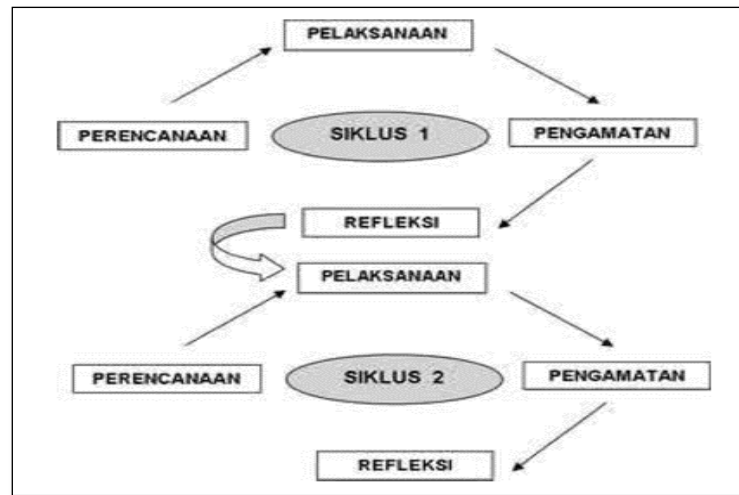 PELAKSANAAN
PERENCANAAN
SIKLUS 1
PENGAMATAN
REFLEKSI
PELAKSANAAN
PERENCANAAN
SIKLUS 2
PENGAMATAN
REFLEKSI